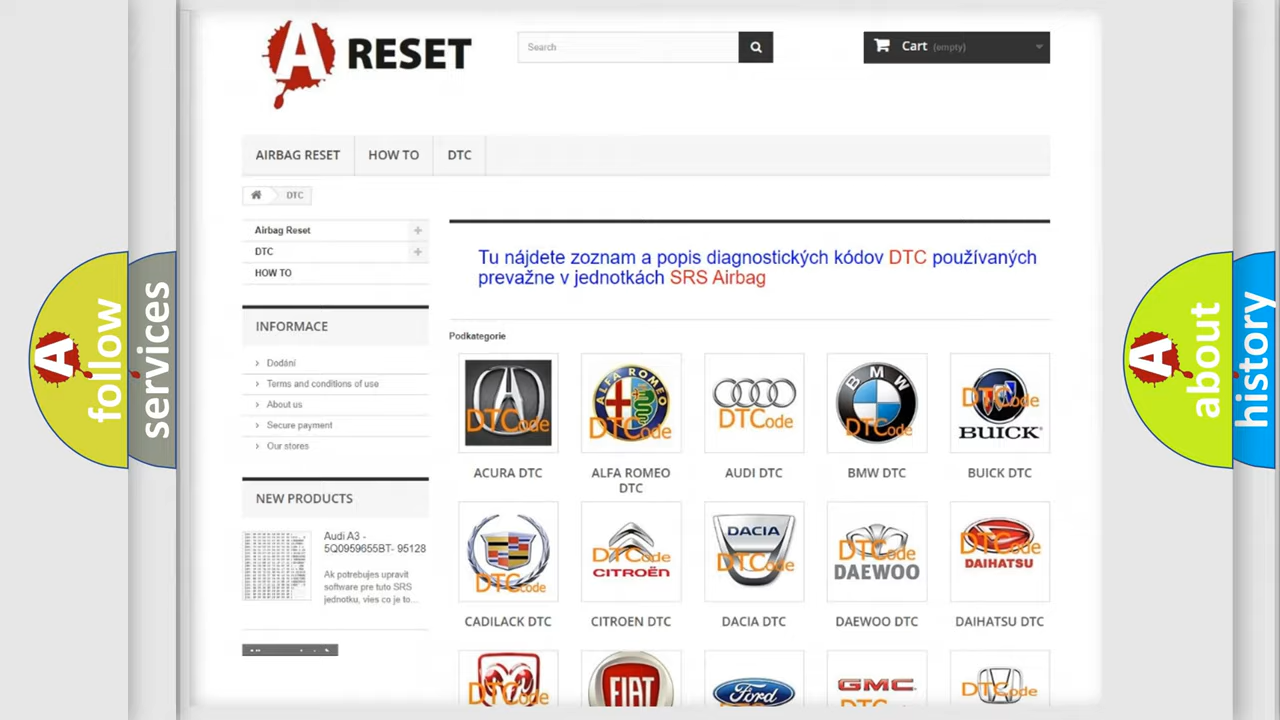 A RESET
Search
Cart (empty)
AIRBAG RESET
HOW TO
DTC
DTC
Airbag Reset
DTC
HOW TO
INFORMACE
Dodání
Terms and conditions of use
About us
Secure payment
Our stores
NEW PRODUCTS
Audi A3 -
5Q0959655BT- 95128
Ak potrebujes upravit
software pre tuto SRS
jednotku, vies co je to...
Tu nájdete zoznam a popis diagnostických kódov DTC používaných
prevažne v jednotkách SRS Airbag
Podkategorie
DTCode
ALFA ROMEO
DTCode
DTCode
BMW
DTCode
DTCode
BUICK
ACURA DTC
ALFA ROMEO
DTC
AUDI DTC
BMW DTC
BUICK DTC
DTCode
DTCode
CITROËN
DACIA
DTCode
DTCode
DAEWOO
DTCode
DAIHATSU
CADILACK DTC
CITROEN DTC
DACIA DTC
DAEWOO DTC
DAIHATSU DTC
DTCode
FIAT
Ford
GMC
DTCode
A follow
services
A about
history